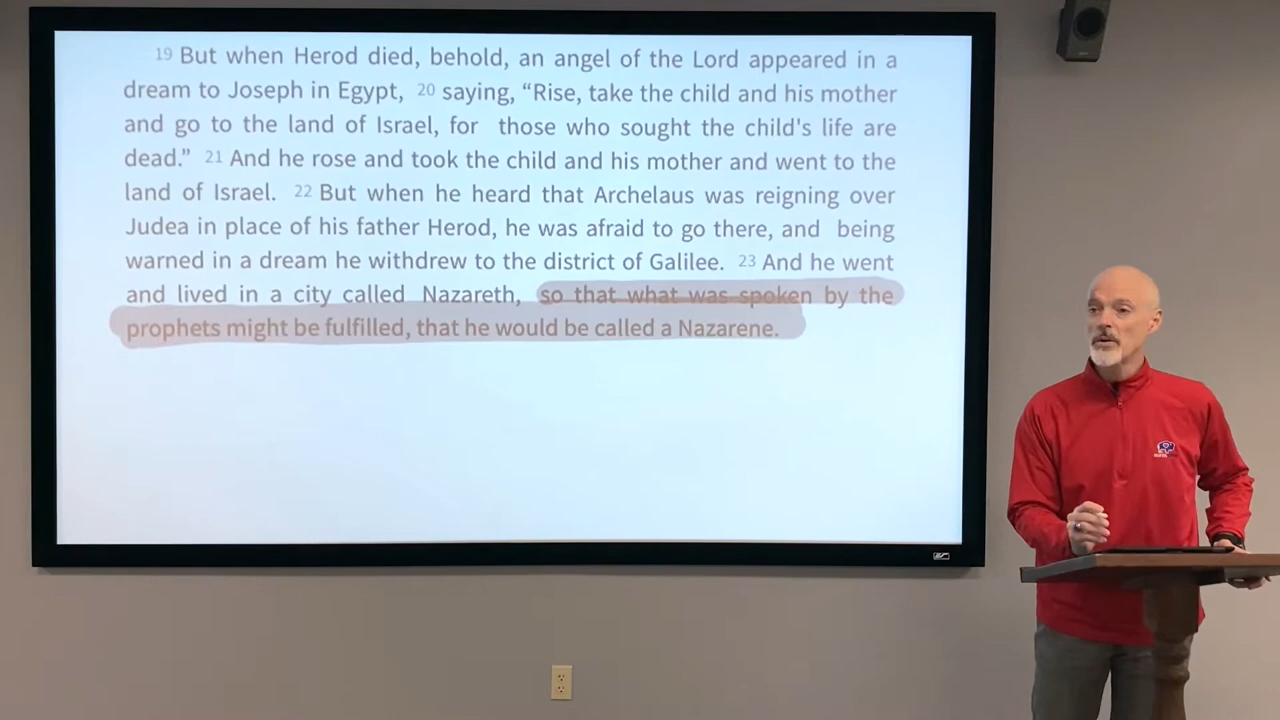 19 But when Herod died, behold, an angel of the Lord appeared in a
dream to Joseph in Egypt, 20 saying, “Rise, take the child and his mother
and go to the land of Israel, for those who sought the child's life are
dead.” 21 And he rose and took the child and his mother and went to the
land of Israel. 22 But when he heard that Archelaus was reigning over
Judea in place of his father Herod, he was afraid to go there, and being
warned in a dream he withdrew to the district of Galilee. 23 And he went
and lived in a city called Nazareth, so that what was spoken by the
prophets might be fulfilled, that he would be called a Nazarene.